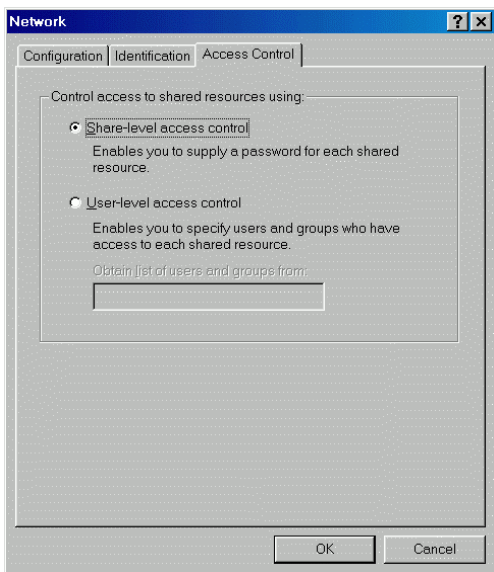 Network
Configuration Identification Access Control
Control access to shared resources using:
Share-level access control
Enables you to supply a password for each shared
resource.
User-level access control
Enables you to specify users and groups who have
access to each shared resource.
Obtain list of users and groups from:
OK Cancel